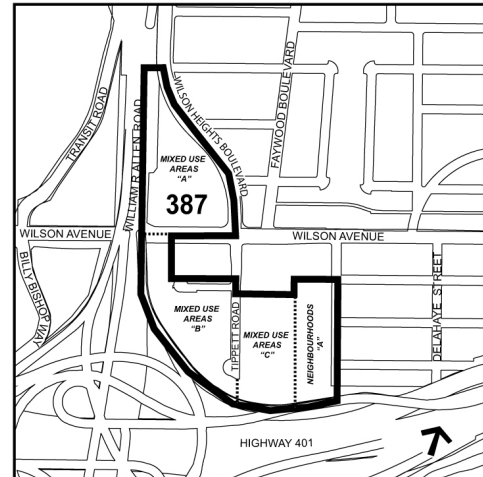 TRANSIT ROAD
WILLIAM R ALLEN ROAD
WILSON HEIGHTS BOULEVARD
FAYWOOD BOULEVARD
MIXED USE
AREAS
"A"
387
WILSON AVENUE
WILSON AVENUE
BILLY BISHOP WAY
MIXED USE
AREAS
"B"
TIPPETT ROAD
MIXED USE
AREAS
"C"
NEIGHBOURHOODS
"A"
DELAHAYE STREET
HIGHWAY 401